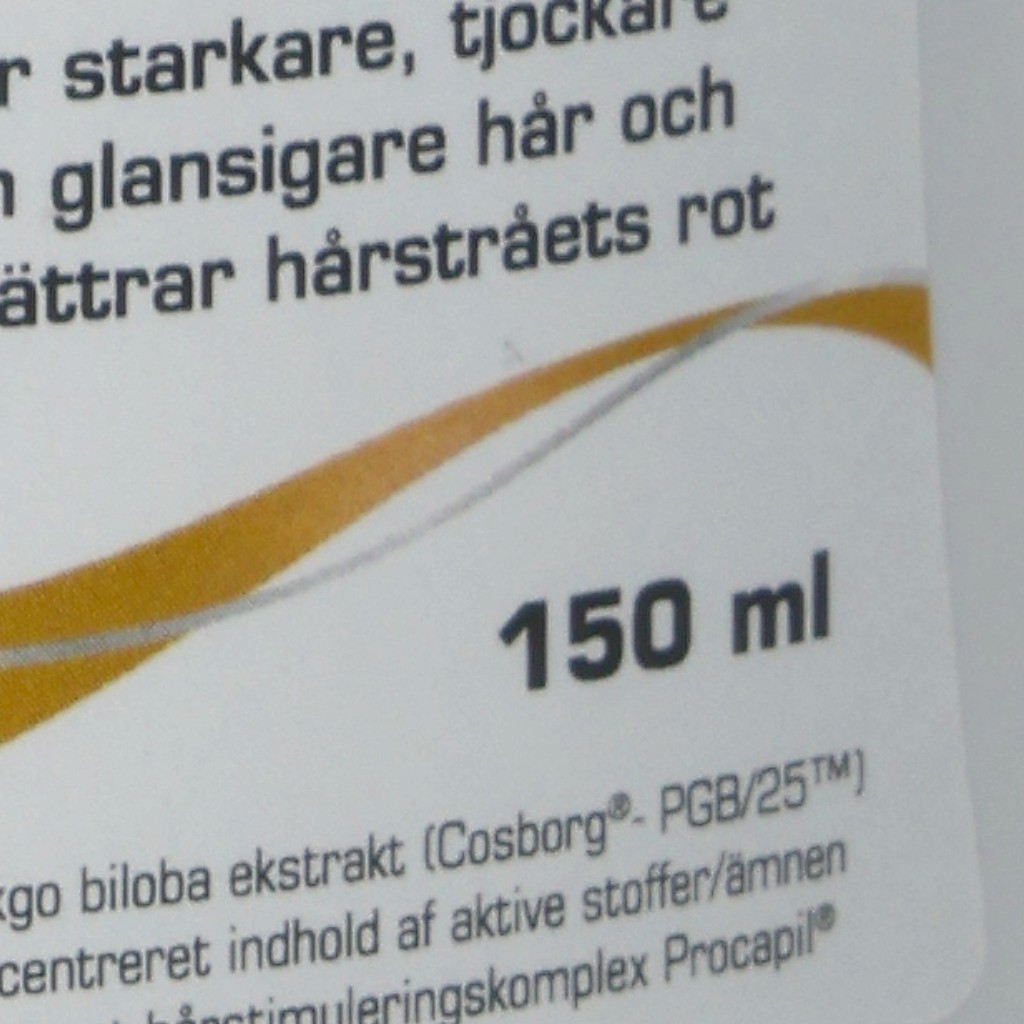 starkare, tjockare
glansigare hår och
hårstråets rot
150 ml
biloba ekstrakt (Cosborg®- PGB/25™)
indhold af aktive stoffer/ämnen
hårstimuleringskomplex Procapil®